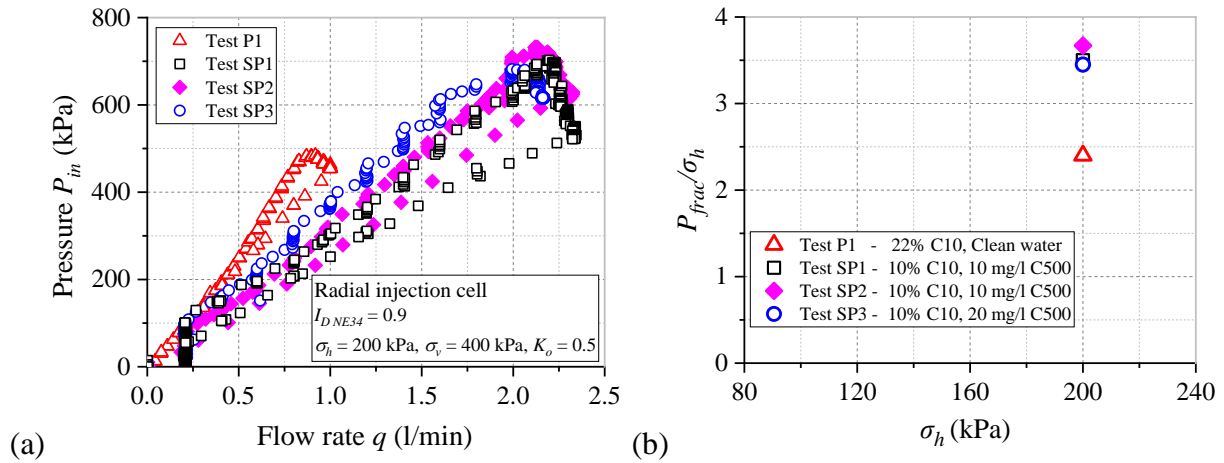 Test P1
Test SP1
Test SP2
Test SP3
Radial injection cell
I_D NE34 = 0.9
σ_h = 200 kPa, σ_v = 400 kPa, K_o = 0.5
800
600
400
200
0
Pressure P_in (kPa)
0.0 0.5 1.0 1.5 2.0 2.5
Flow rate q (l/min)
(a)
4
3
2
1
0
P_frac/σ_h
Test P1 - 22% C10, Clean water
Test SP1 - 10% C10, 10 mg/l C500
Test SP2 - 10% C10, 10 mg/l C500
Test SP3 - 10% C10, 20 mg/l C500
80 120 160 200 240
σ_h (kPa)
(b)